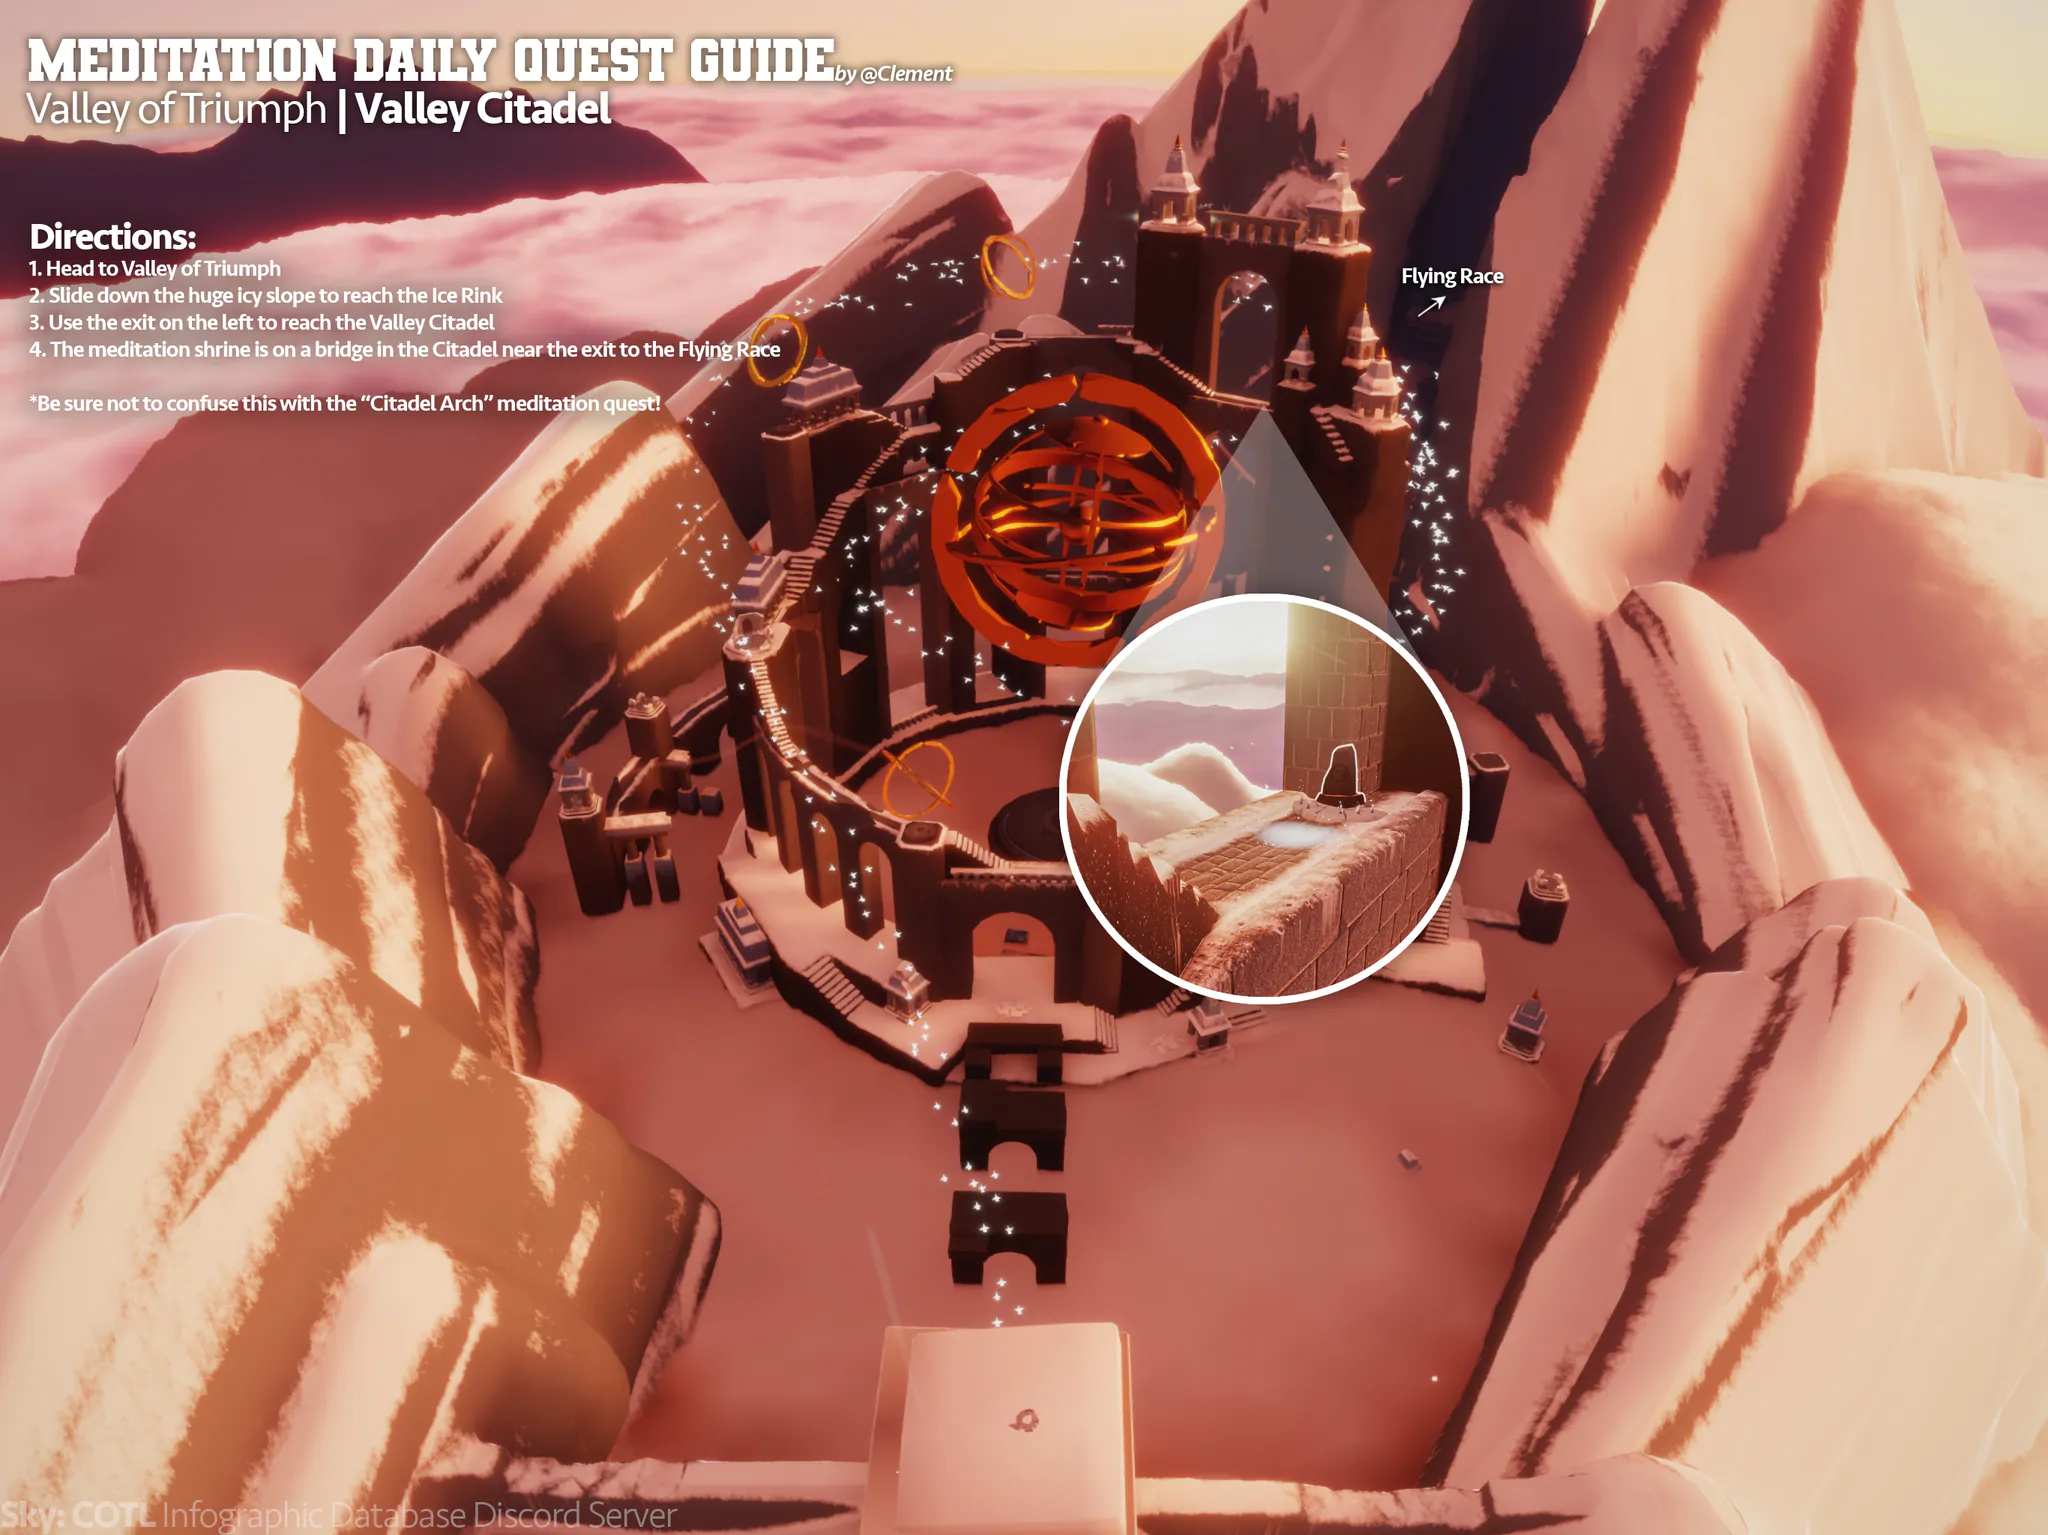 MEDITATION DAILY QUEST GUIDE by @Clement
Valley of Triumph | Valley Citadel
Directions:
1. Head to Valley of Triumph
2. Slide down the huge icy slope to reach the Ice Rink
3. Use the exit on the left to reach the Valley Citadel
4. The meditation shrine is on a bridge in the Citadel near the exit to the Flying Race
*Be sure not to confuse this with the “Citadel Arch” meditation quest!
Flying Race
Sky: COTL Infographic Database Discord Server